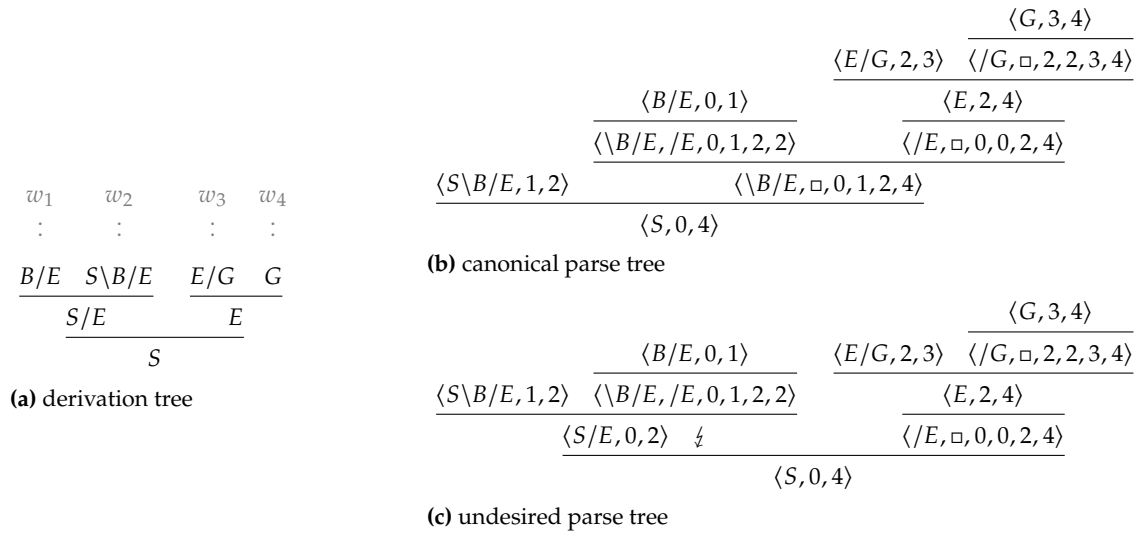 w₁ w₂ w₃ w₄
: : : :
B/E S\B/E E/G G
S/E E
S
(a) derivation tree
⟨G, 3, 4⟩
⟨E/G, 2, 3⟩ ⟨/G, □, 2, 2, 3, 4⟩
⟨B/E, 0, 1⟩ ⟨E, 2, 4⟩
⟨\B/E, /E, 0, 1, 2, 2⟩ ⟨/E, □, 0, 0, 2, 4⟩
⟨S\B/E, 1, 2⟩ ⟨\B/E, □, 0, 1, 2, 4⟩
⟨S, 0, 4⟩
(b) canonical parse tree
⟨G, 3, 4⟩
⟨B/E, 0, 1⟩ ⟨E/G, 2, 3⟩ ⟨/G, □, 2, 2, 3, 4⟩
⟨S\B/E, 1, 2⟩ ⟨\B/E, /E, 0, 1, 2, 2⟩ ⟨E, 2, 4⟩
⟨S/E, 0, 2⟩ ↯ ⟨/E, □, 0, 0, 2, 4⟩
⟨S, 0, 4⟩
(c) undesired parse tree